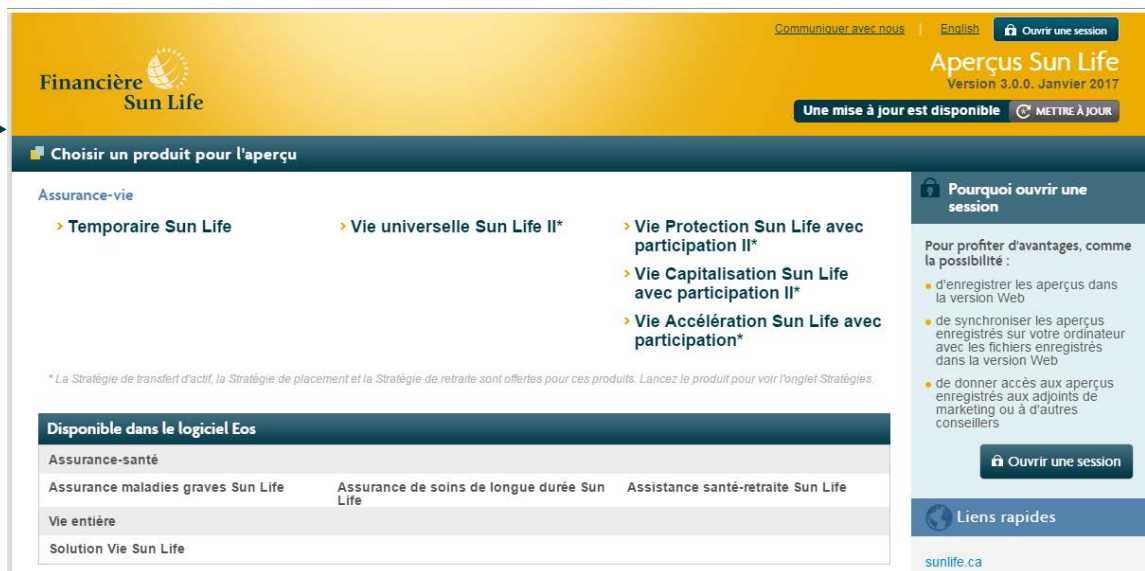 Communiquer avec nous | English Ouvrir une session
Financière
Sun Life
Aperçus Sun Life
Version 3.0.0. Janvier 2017
Une mise à jour est disponible METTRE À JOUR
Choisir un produit pour l'aperçu
Assurance-vie
Temporaire Sun Life
Vie universelle Sun Life II*
Vie Protection Sun Life avec
participation II*
Vie Capitalisation Sun Life
avec participation II*
Vie Accélération Sun Life avec
participation*
* La Stratégie de transfert d'actif, la Stratégie de placement et la Stratégie de retraite sont offertes pour ces produits. Lancez le produit pour voir l'onglet Stratégies.
Disponible dans le logiciel Eos
Assurance-santé
Assurance maladies graves Sun Life
Assurance de soins de longue durée Sun
Life
Assistance santé-retraite Sun Life
Vie entière
Solution Vie Sun Life
Pourquoi ouvrir une
session
Pour profiter d'avantages, comme
la possibilité :
d'enregistrer les aperçus dans
la version Web
de synchroniser les aperçus
enregistrés sur votre ordinateur
avec les fichiers enregistrés
dans la version Web
de donner accès aux aperçus
enregistrés aux adjoints de
marketing ou à d'autres
conseillers
Ouvrir une session
Liens rapides
sunlife.ca